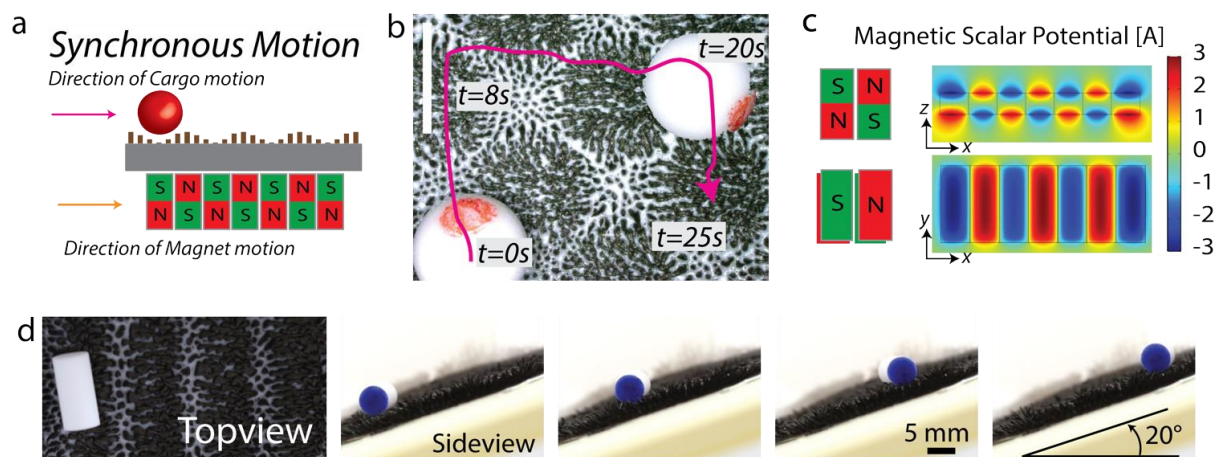 a
Synchronous Motion
Direction of Cargo motion
S N S N S N S
N S N S N S N
Direction of Magnet motion
b
t=20s
t=8s
t=0s
t=25s
c
Magnetic Scalar Potential [A]
S N
N S
z
x
S N
y
x
3
2
1
0
-1
-2
-3
d
Topview
Sideview
5 mm
20°